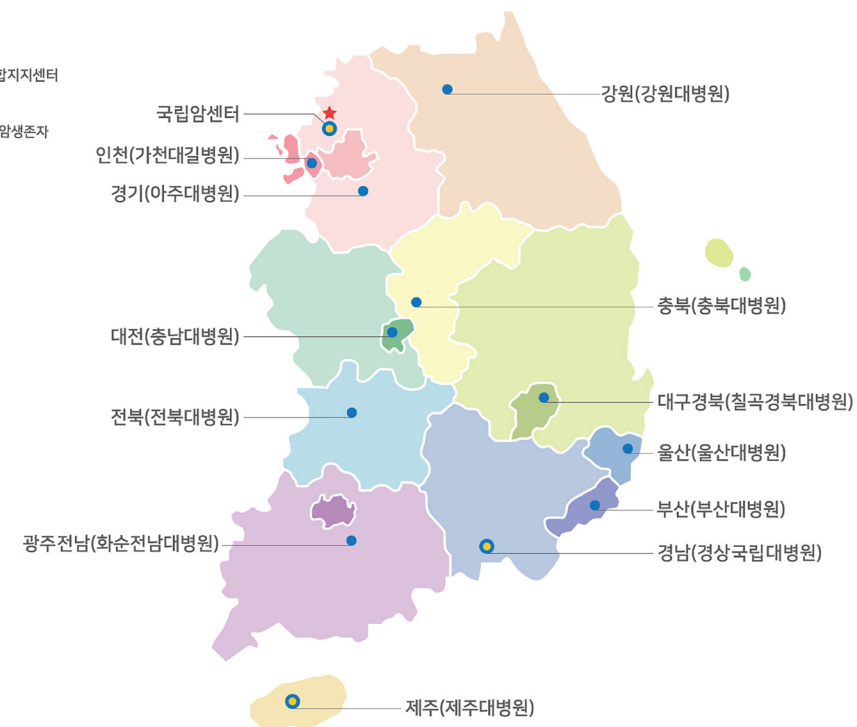 합지지센터
암생존자
국립암센터
인천(가천대길병원)
경기(아주대병원)
대전(충남대병원)
전북(전북대병원)
광주전남(화순전남대병원)
강원(강원대병원)
충북(충북대병원)
대구경북(칠곡경북대병원)
울산(울산대병원)
부산(부산대병원)
경남(경상국립대병원)
제주(제주대병원)